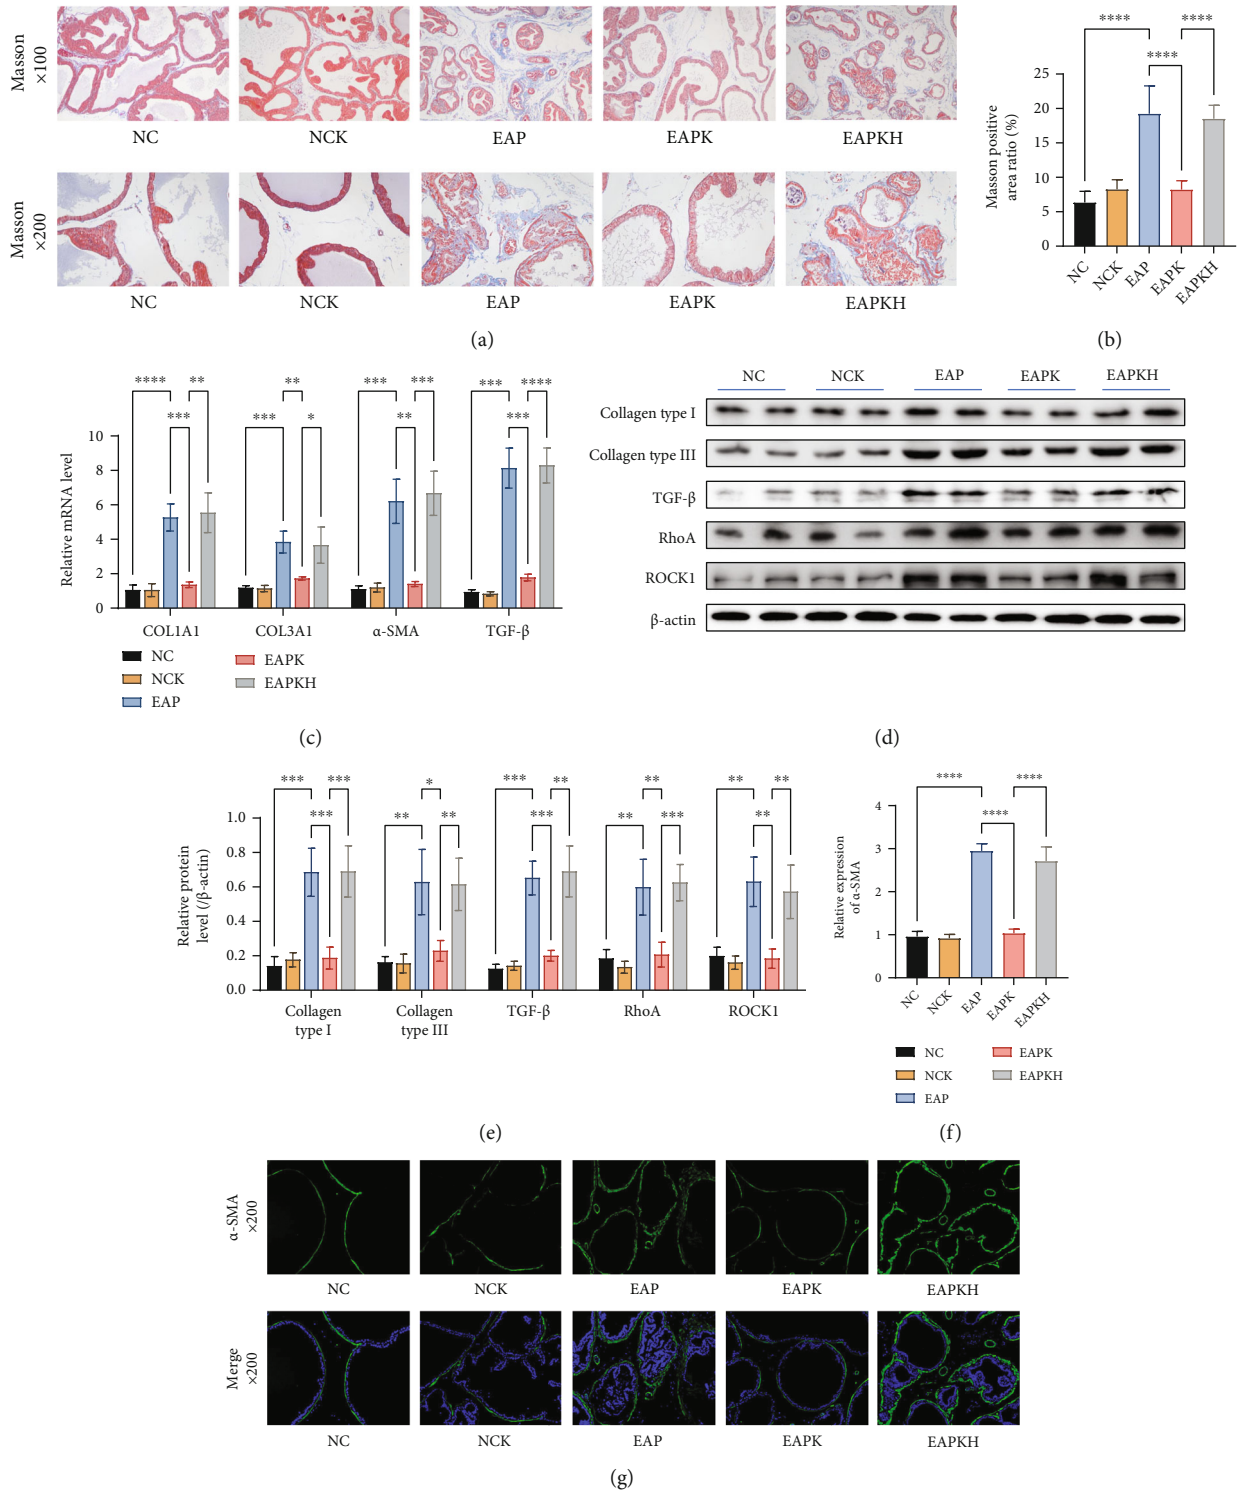 Masson
×100
NC NCK EAP EAPK EAPKH
Masson
×200
NC NCK EAP EAPK EAPKH
(a)
**** ****
****
Masson positive
area ratio (%)
25
20
15
10
5
0
NC NCK EAP EAPK EAPKH
(b)
**** ** ** *** *** *** ****
*** *** * ** ***
Relative mRNA level
10
8
6
4
2
0
COL1A1 COL3A1 α-SMA TGF-β
NC
NCK
EAP
EAPK
EAPKH
(c)
NC NCK EAP EAPK EAPKH
Collagen type I
Collagen type III
TGF-β
RhoA
ROCK1
β-actin
(d)
*** *** * *** ** ** ** **
*** ** ** *** ** *** **
Relative protein
level (/β-actin)
1.0
0.8
0.6
0.4
0.2
0.0
Collagen
type I
Collagen
type III
TGF-β RhoA ROCK1
(e)
**** ****
****
Relative expression
of α-SMA
4
3
2
1
0
NC NCK EAP EAPK EAPKH
NC
NCK
EAP
EAPK
EAPKH
(f)
α-SMA
×200
NC NCK EAP EAPK EAPKH
Merge
×200
NC NCK EAP EAPK EAPKH
(g)